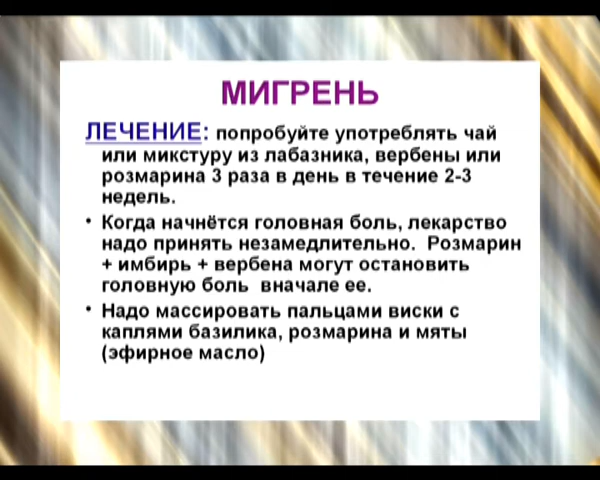 МИГРЕНЬ
ЛЕЧЕНИЕ: попробуйте употреблять чай
или микстуру из лабазника, вербены или
розмарина 3 раза в день в течение 2-3
недель.
• Когда начнётся головная боль, лекарство
надо принять незамедлительно. Розмарин
+ имбирь + вербена могут остановить
головную боль вначале ее.
• Надо массировать пальцами виски с
каплями базилика, розмарина и мяты
(эфирное масло)